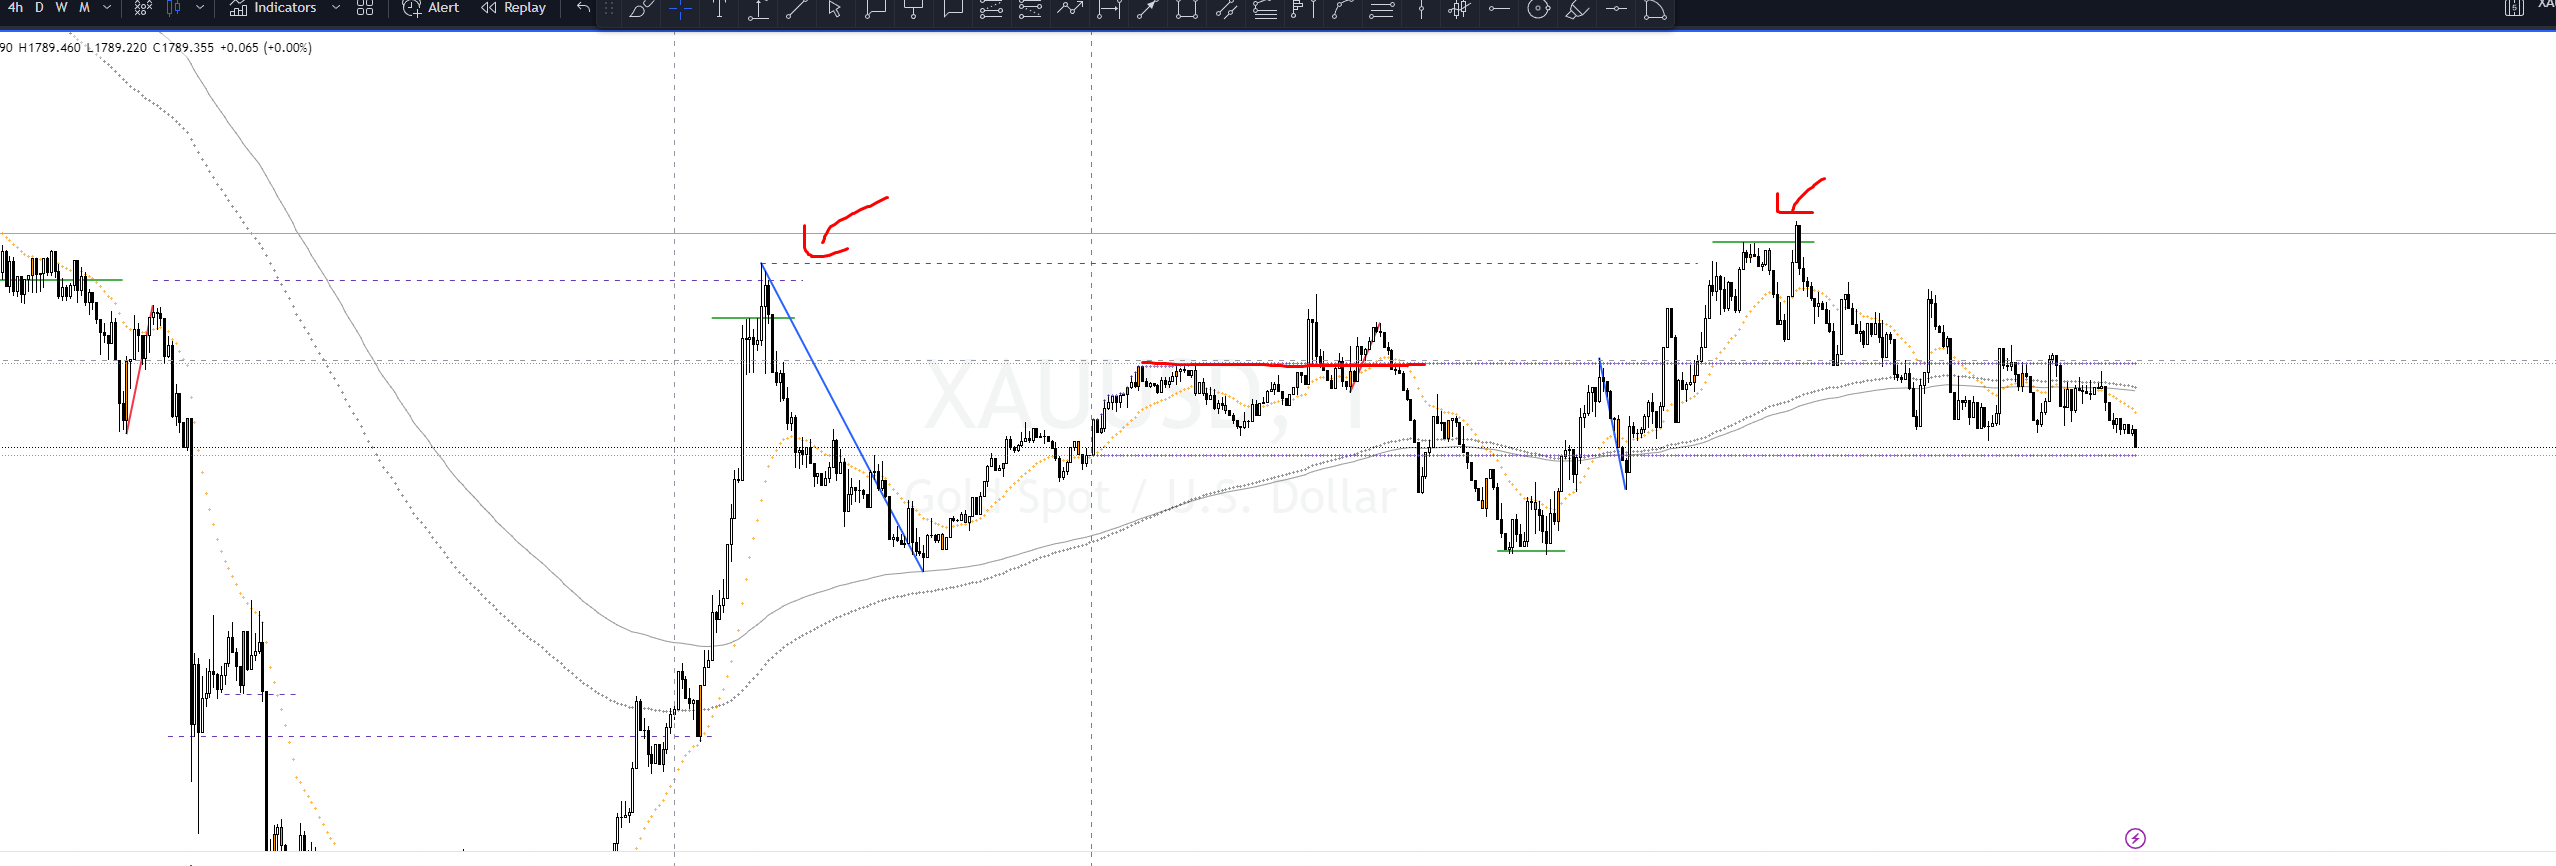 4h D W M Indicators Alert Replay
90 H1789.460 L1789.220 C1789.355 +0.065 (+0.00%)
XAUUSD, 1
Gold Spot / U.S. Dollar